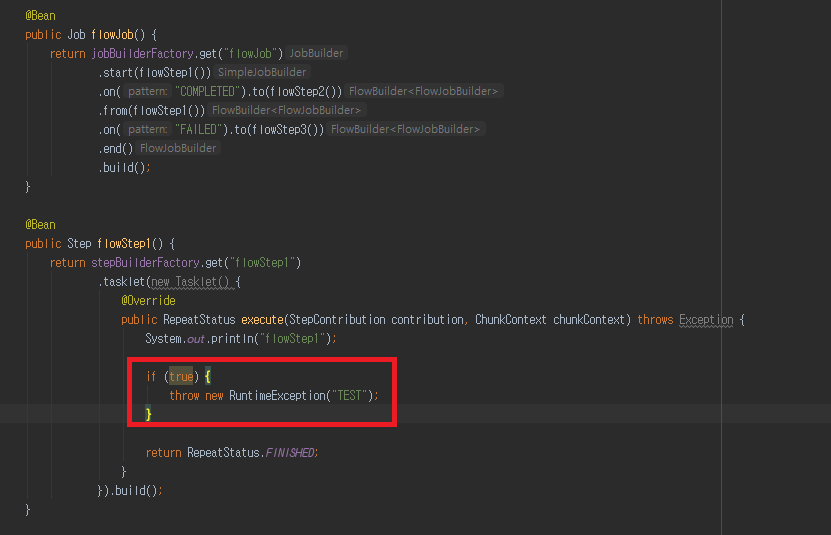 @Bean
public Job flowJob() {
return jobBuilderFactory.get("flowJob") JobBuilder
.start(flowStep1()) SimpleJobBuilder
.on( pattern: "COMPLETED").to(flowStep2()) FlowBuilder<FlowJobBuilder>
.from(flowStep1()) FlowBuilder<FlowJobBuilder>
.on( pattern: "FAILED").to(flowStep3()) FlowBuilder<FlowJobBuilder>
.end() FlowJobBuilder
.build();
}
@Bean
public Step flowStep1() {
return stepBuilderFactory.get("flowStep1")
.tasklet(new Tasklet() {
@Override
public RepeatStatus execute(StepContribution contribution, ChunkContext chunkContext) throws Exception {
System.out.println("flowStep1");
if (true) {
throw new RuntimeException("TEST");
}
return RepeatStatus.FINISHED;
}
}).build();
}